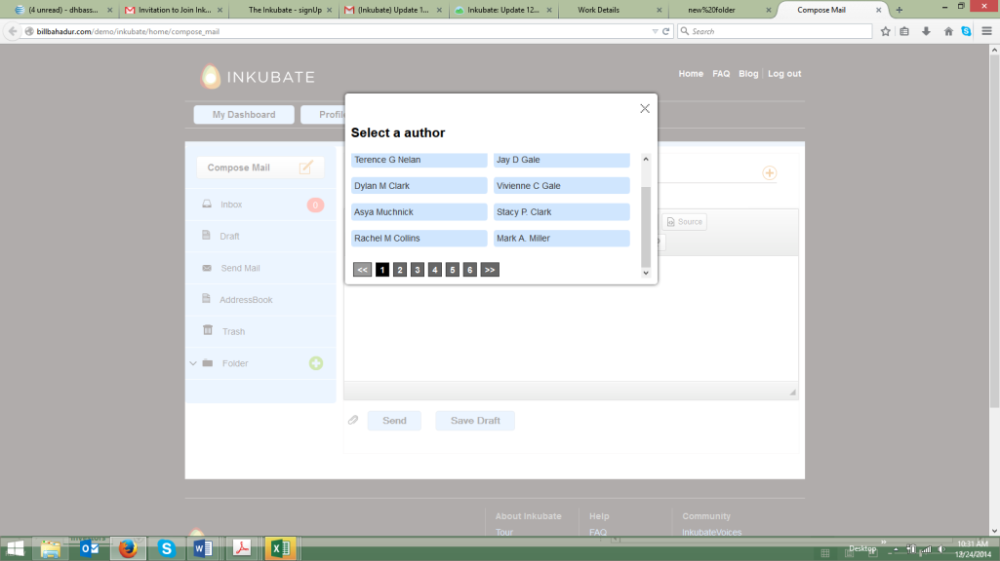 (4 unread) - dhbass...
Invitation to Join Ink...
The Inkubate - signUp
(Inkubate) Update 1...
Inkubate: Update 12...
Work Details
new%20folder
Compose Mail
billbahadur.com/demo/inkubate/home/compose_mail
Search
INKUBATE
Home FAQ Blog Log out
My Dashboard
Select a author
Terence G Nelan Jay D Gale
Dylan M Clark Vivienne C Gale
Asya Muchnick Stacy P. Clark
Rachel M Collins Mark A. Miller
<< 1 2 3 4 5 6 >>
Compose Mail
Inbox 0
Draft
Send Mail
AddressBook
Trash
Folder
Source
Send Save Draft
About Inkubate Help Community
Tour FAQ InkubateVoices
Desktop
10:31 AM
12/24/2014